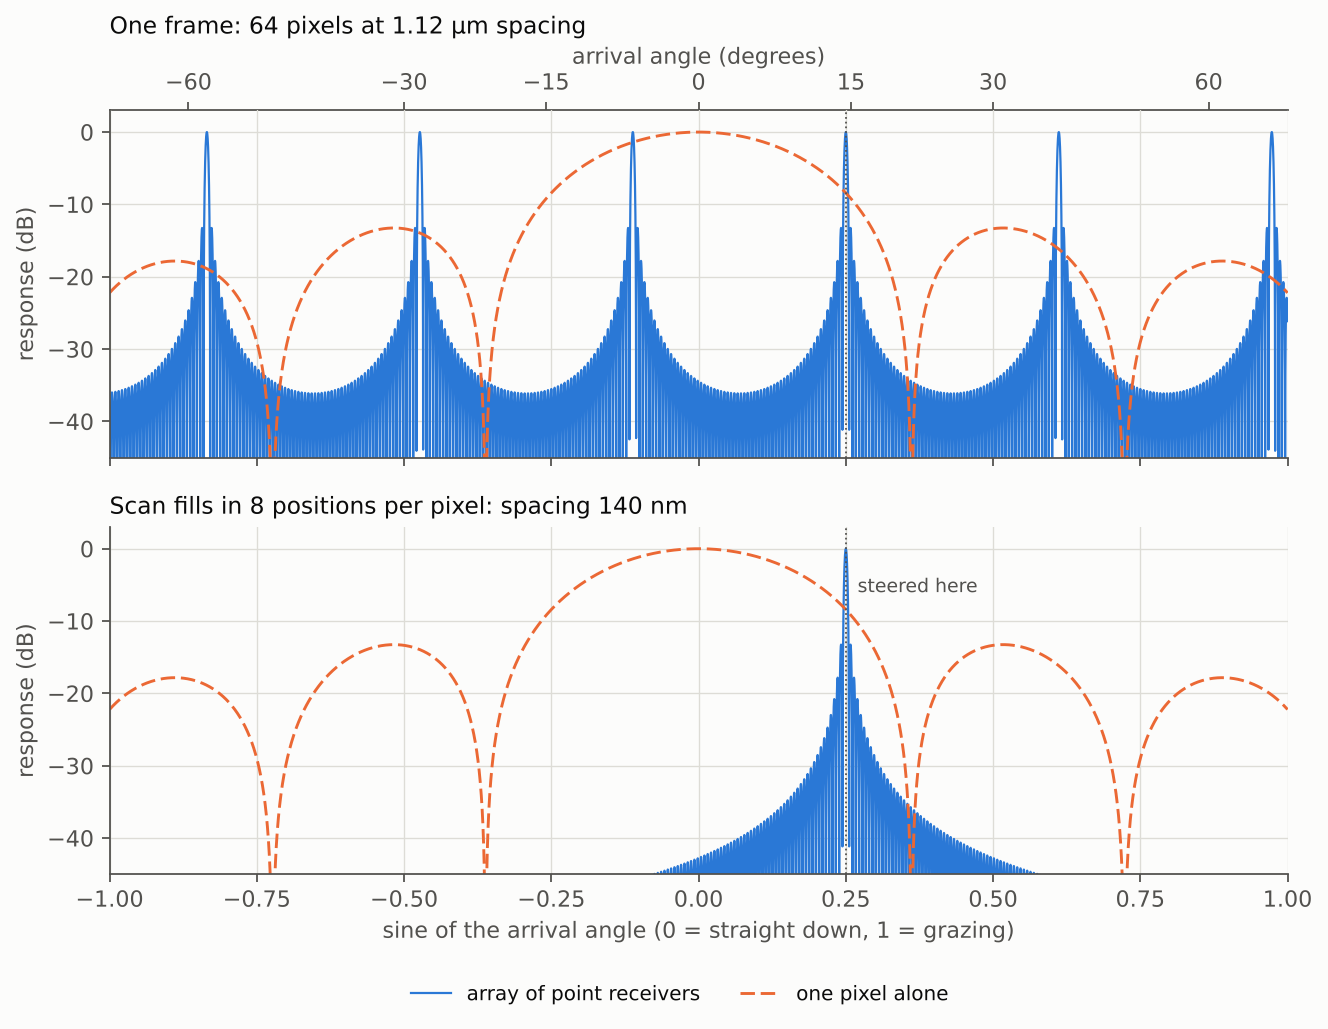 One frame: 64 pixels at 1.12 µm spacing
arrival angle (degrees)
−60 −30 −15 0 15 30 60
0
−10
−20
−30
−40
response (dB)
Scan fills in 8 positions per pixel: spacing 140 nm
0
−10
−20
−30
−40
response (dB)
steered here
−1.00 −0.75 −0.50 −0.25 0.00 0.25 0.50 0.75 1.00
sine of the arrival angle (0 = straight down, 1 = grazing)
array of point receivers one pixel alone